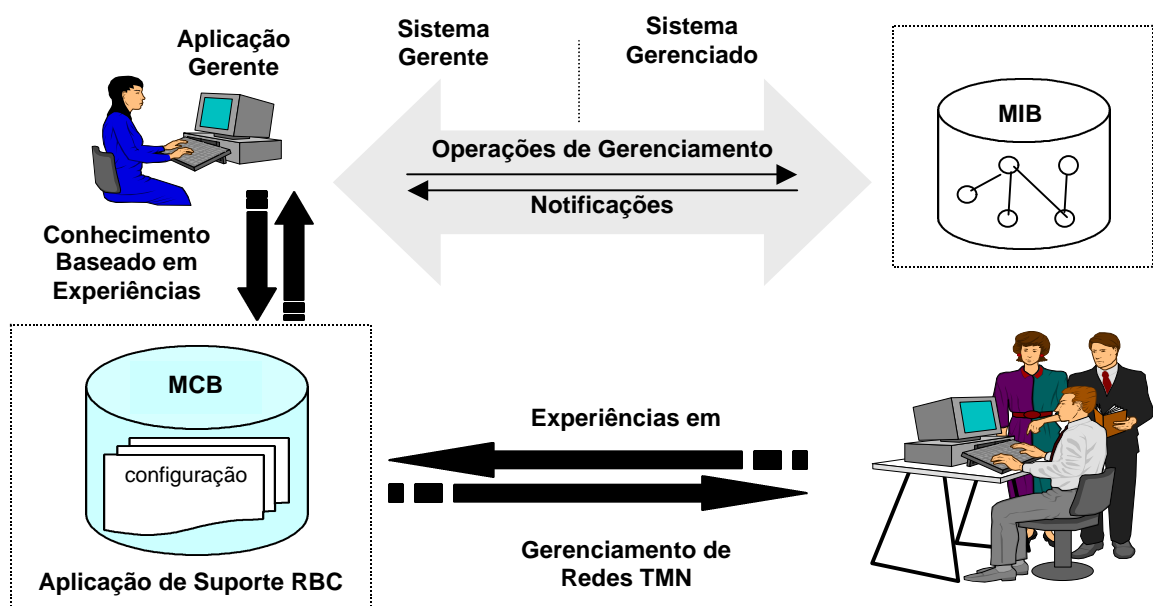 Aplicação
Gerente
Sistema
Gerente
Sistema
Gerenciado
MIB
Operações de Gerenciamento
Notificações
Conhecimento
Baseado em
Experiências
MCB
configuração
Aplicação de Suporte RBC
Experiências em
Gerenciamento de
Redes TMN